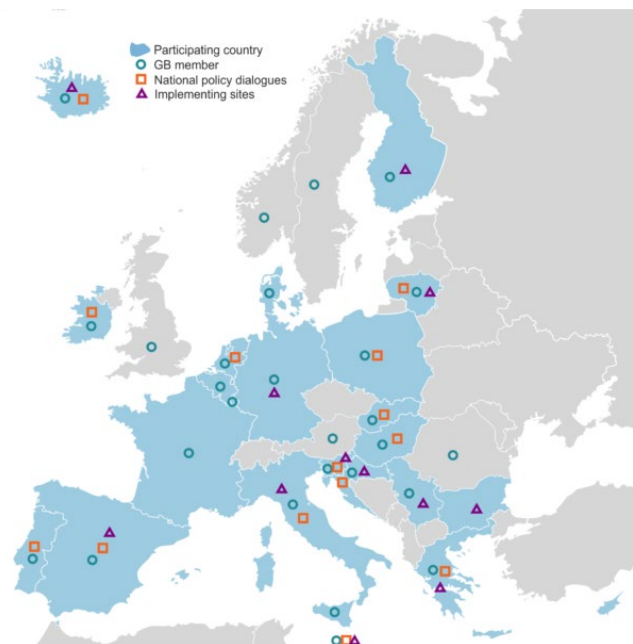 Participating country
GB member
National policy dialogues
Implementing sites